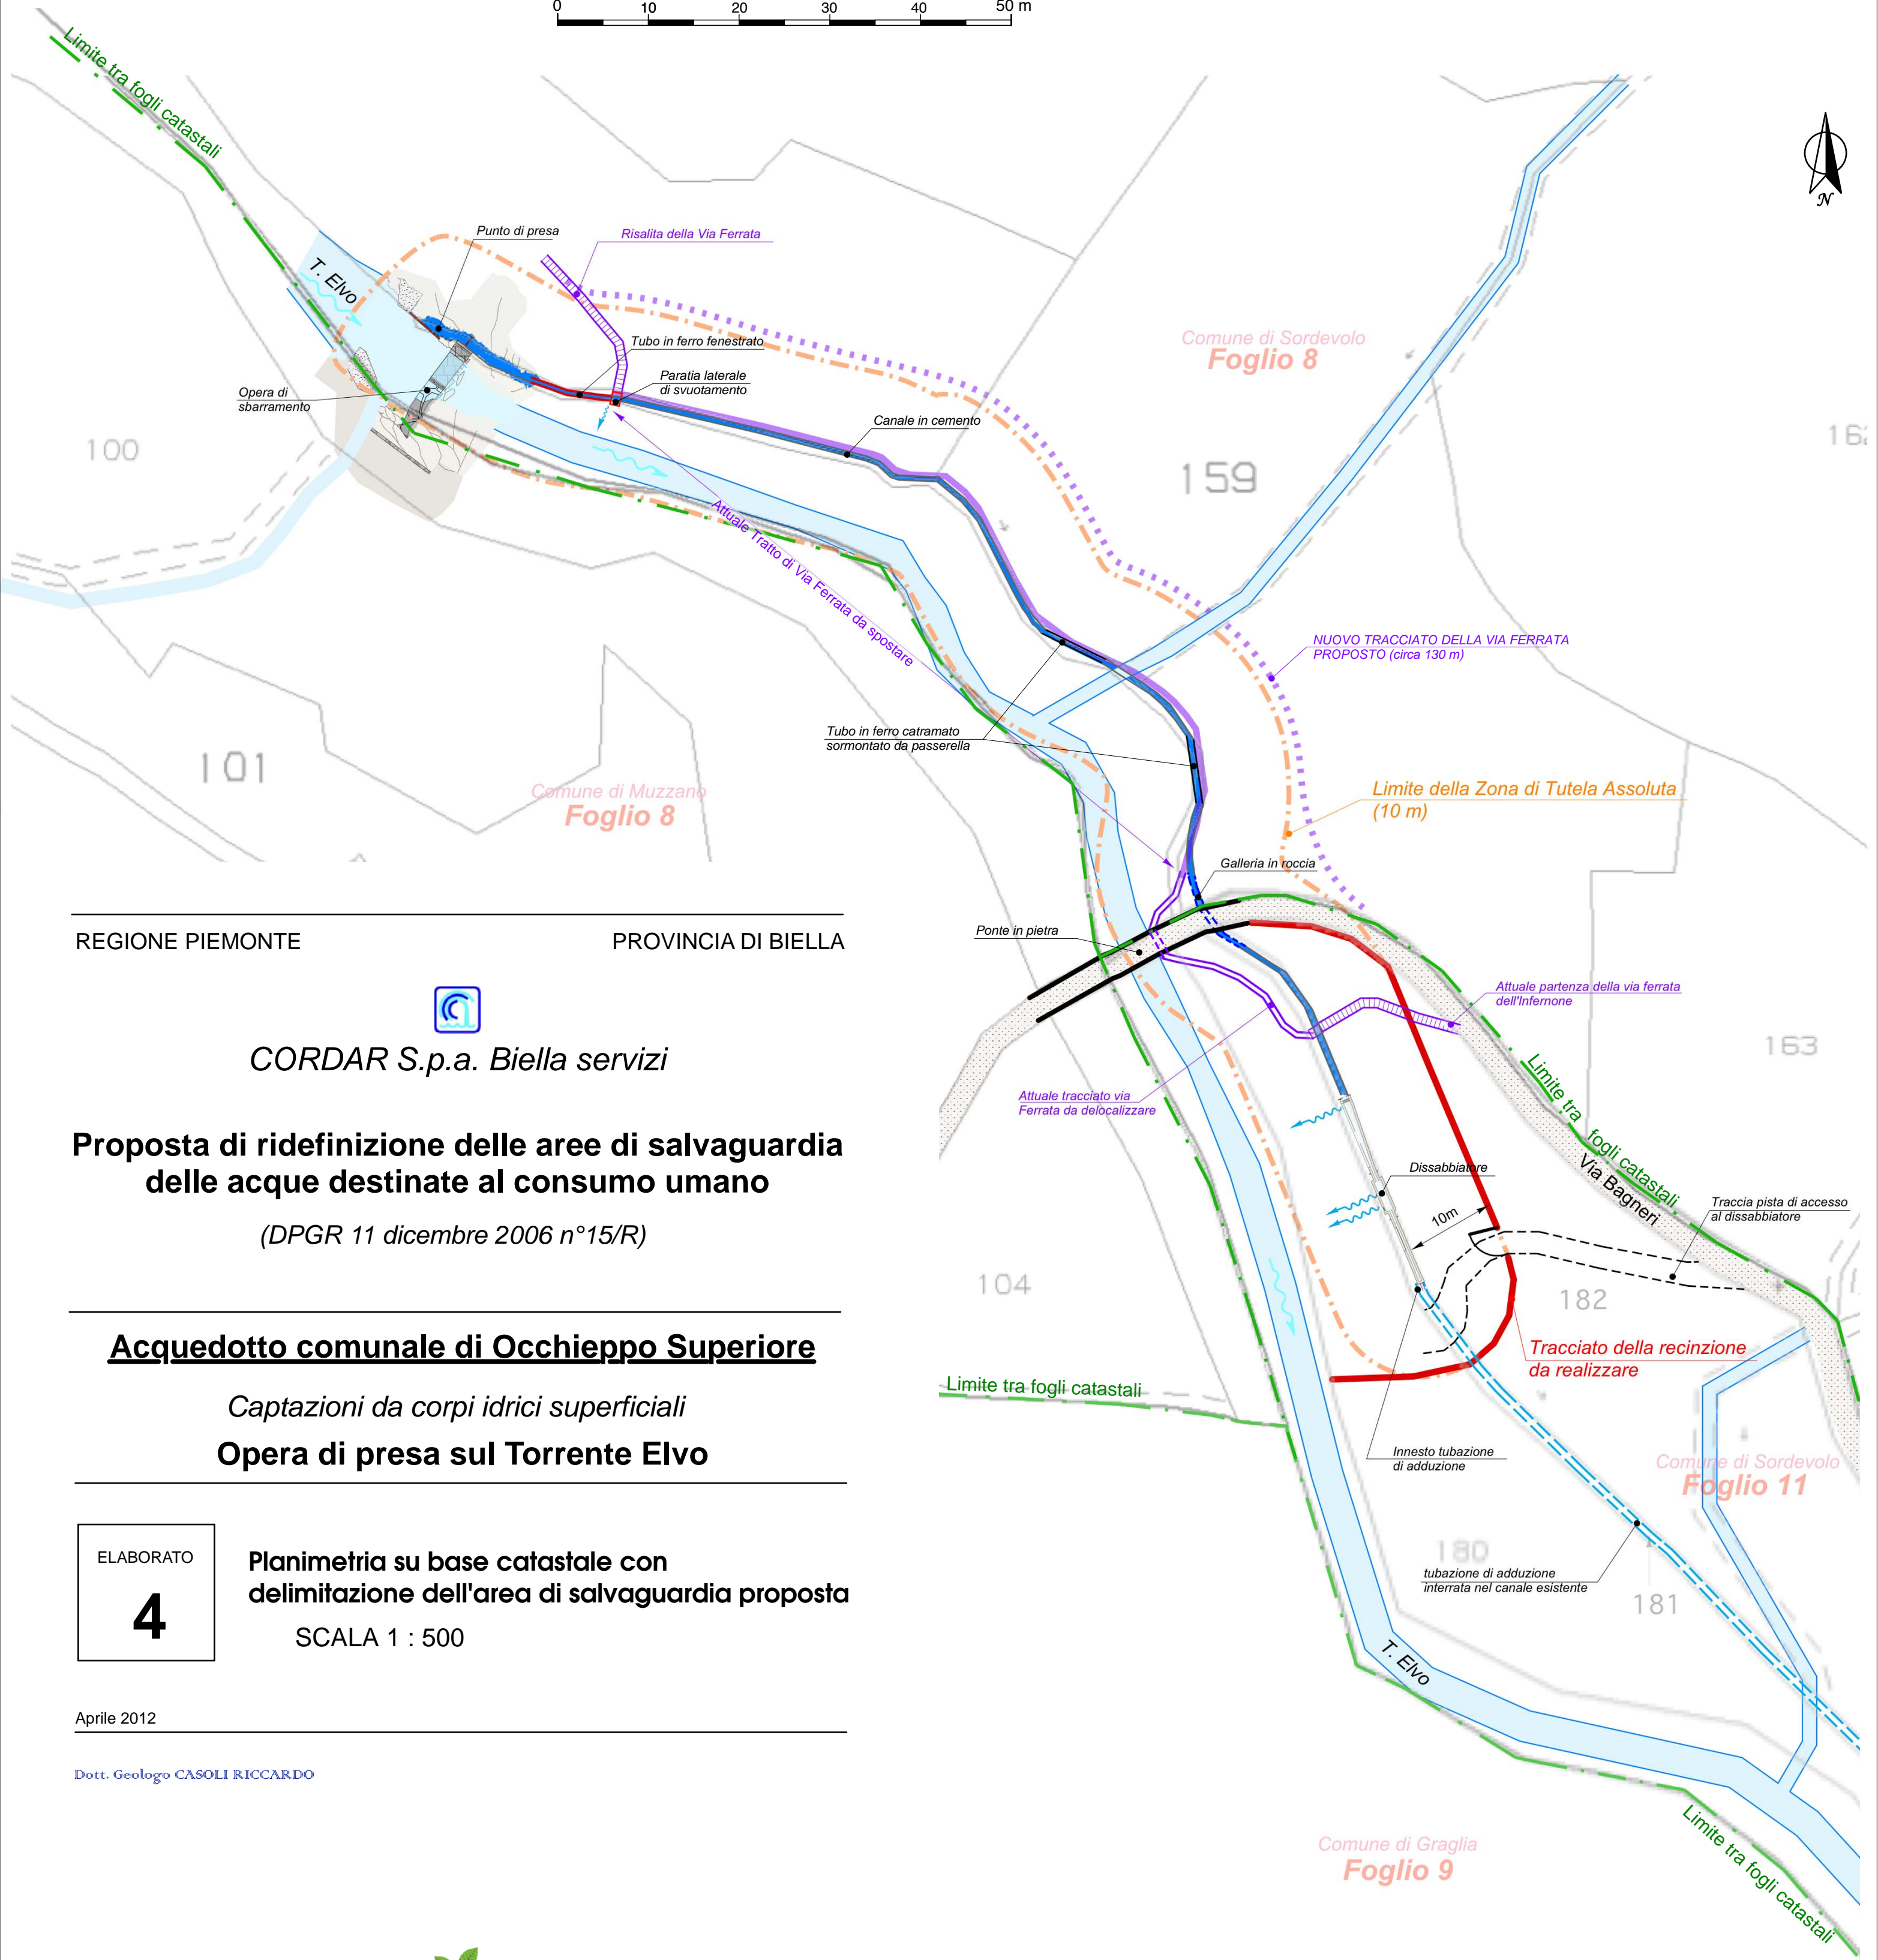 0 10 20 30 40 50 m
Limite tra fogli catastali
N
Punto di presa
Risalita della Via Ferrata
T. Elvo
Tubo in ferro fenestrato
Paratia laterale
di svuotamento
Opera di
sbarramento
Canale in cemento
Comune di Sordevolo
Foglio 8
100
159
162
Attuale Tratto di Via Ferrata da spostare
NUOVO TRACCIATO DELLA VIA FERRATA
PROPOSTO (circa 130 m)
Tubo in ferro catramato
sormontato da passerella
101
Comune di Muzzano
Foglio 8
Limite della Zona di Tutela Assoluta
(10 m)
Galleria in roccia
Ponte in pietra
Attuale partenza della via ferrata
dell'Infernone
163
Attuale tracciato via
Ferrata da delocalizzare
Limite tra fogli catastali
Via Bagneri
Dissabbiatore
10m
Traccia pista di accesso
al dissabbiatore
104
182
Tracciato della recinzione
da realizzare
Limite tra fogli catastali
Innesto tubazione
di adduzione
Comune di Sordevolo
Foglio 11
180
tubazione di adduzione
interrata nel canale esistente
181
T. Elvo
Comune di Graglia
Foglio 9
Limite tra fogli catastali
REGIONE PIEMONTE PROVINCIA DI BIELLA
CORDAR S.p.a. Biella servizi
Proposta di ridefinizione delle aree di salvaguardia
delle acque destinate al consumo umano
(DPGR 11 dicembre 2006 n°15/R)
Acquedotto comunale di Occhieppo Superiore
Captazioni da corpi idrici superficiali
Opera di presa sul Torrente Elvo
ELABORATO
4
Planimetria su base catastale con
delimitazione dell'area di salvaguardia proposta
SCALA 1 : 500
Aprile 2012
Dott. Geologo CASOLI RICCARDO